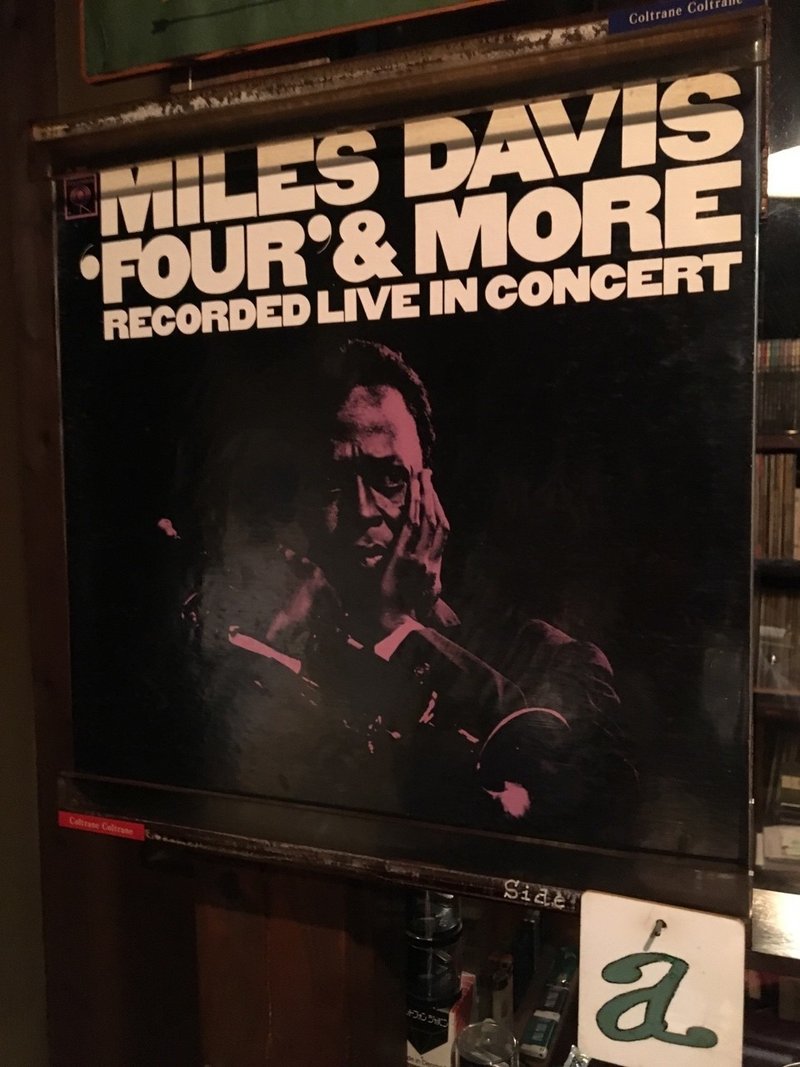 Coltrane Coltrane
MILES DAVIS
'FOUR' & MORE
RECORDED LIVE IN CONCERT
Coltrane Coltrane
Side
a